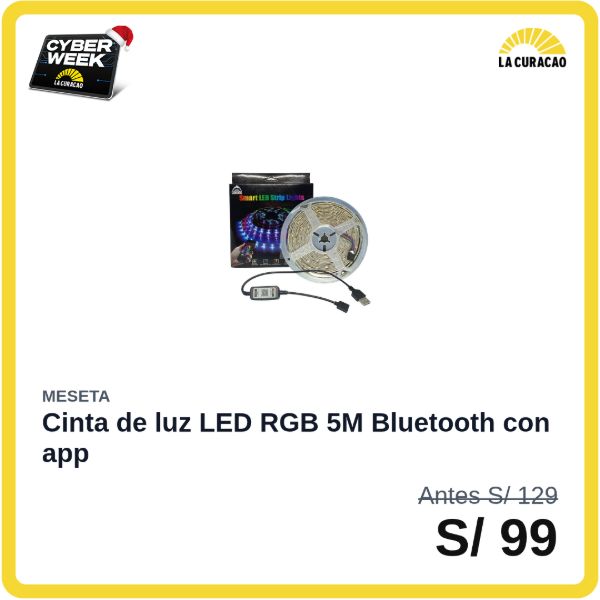 CYBER
WEEK
LA CURACAO
LA CURACAO
Smart LED Strip Lights
MESETA
Cinta de luz LED RGB 5M Bluetooth con
app
Antes S/ 129
S/ 99